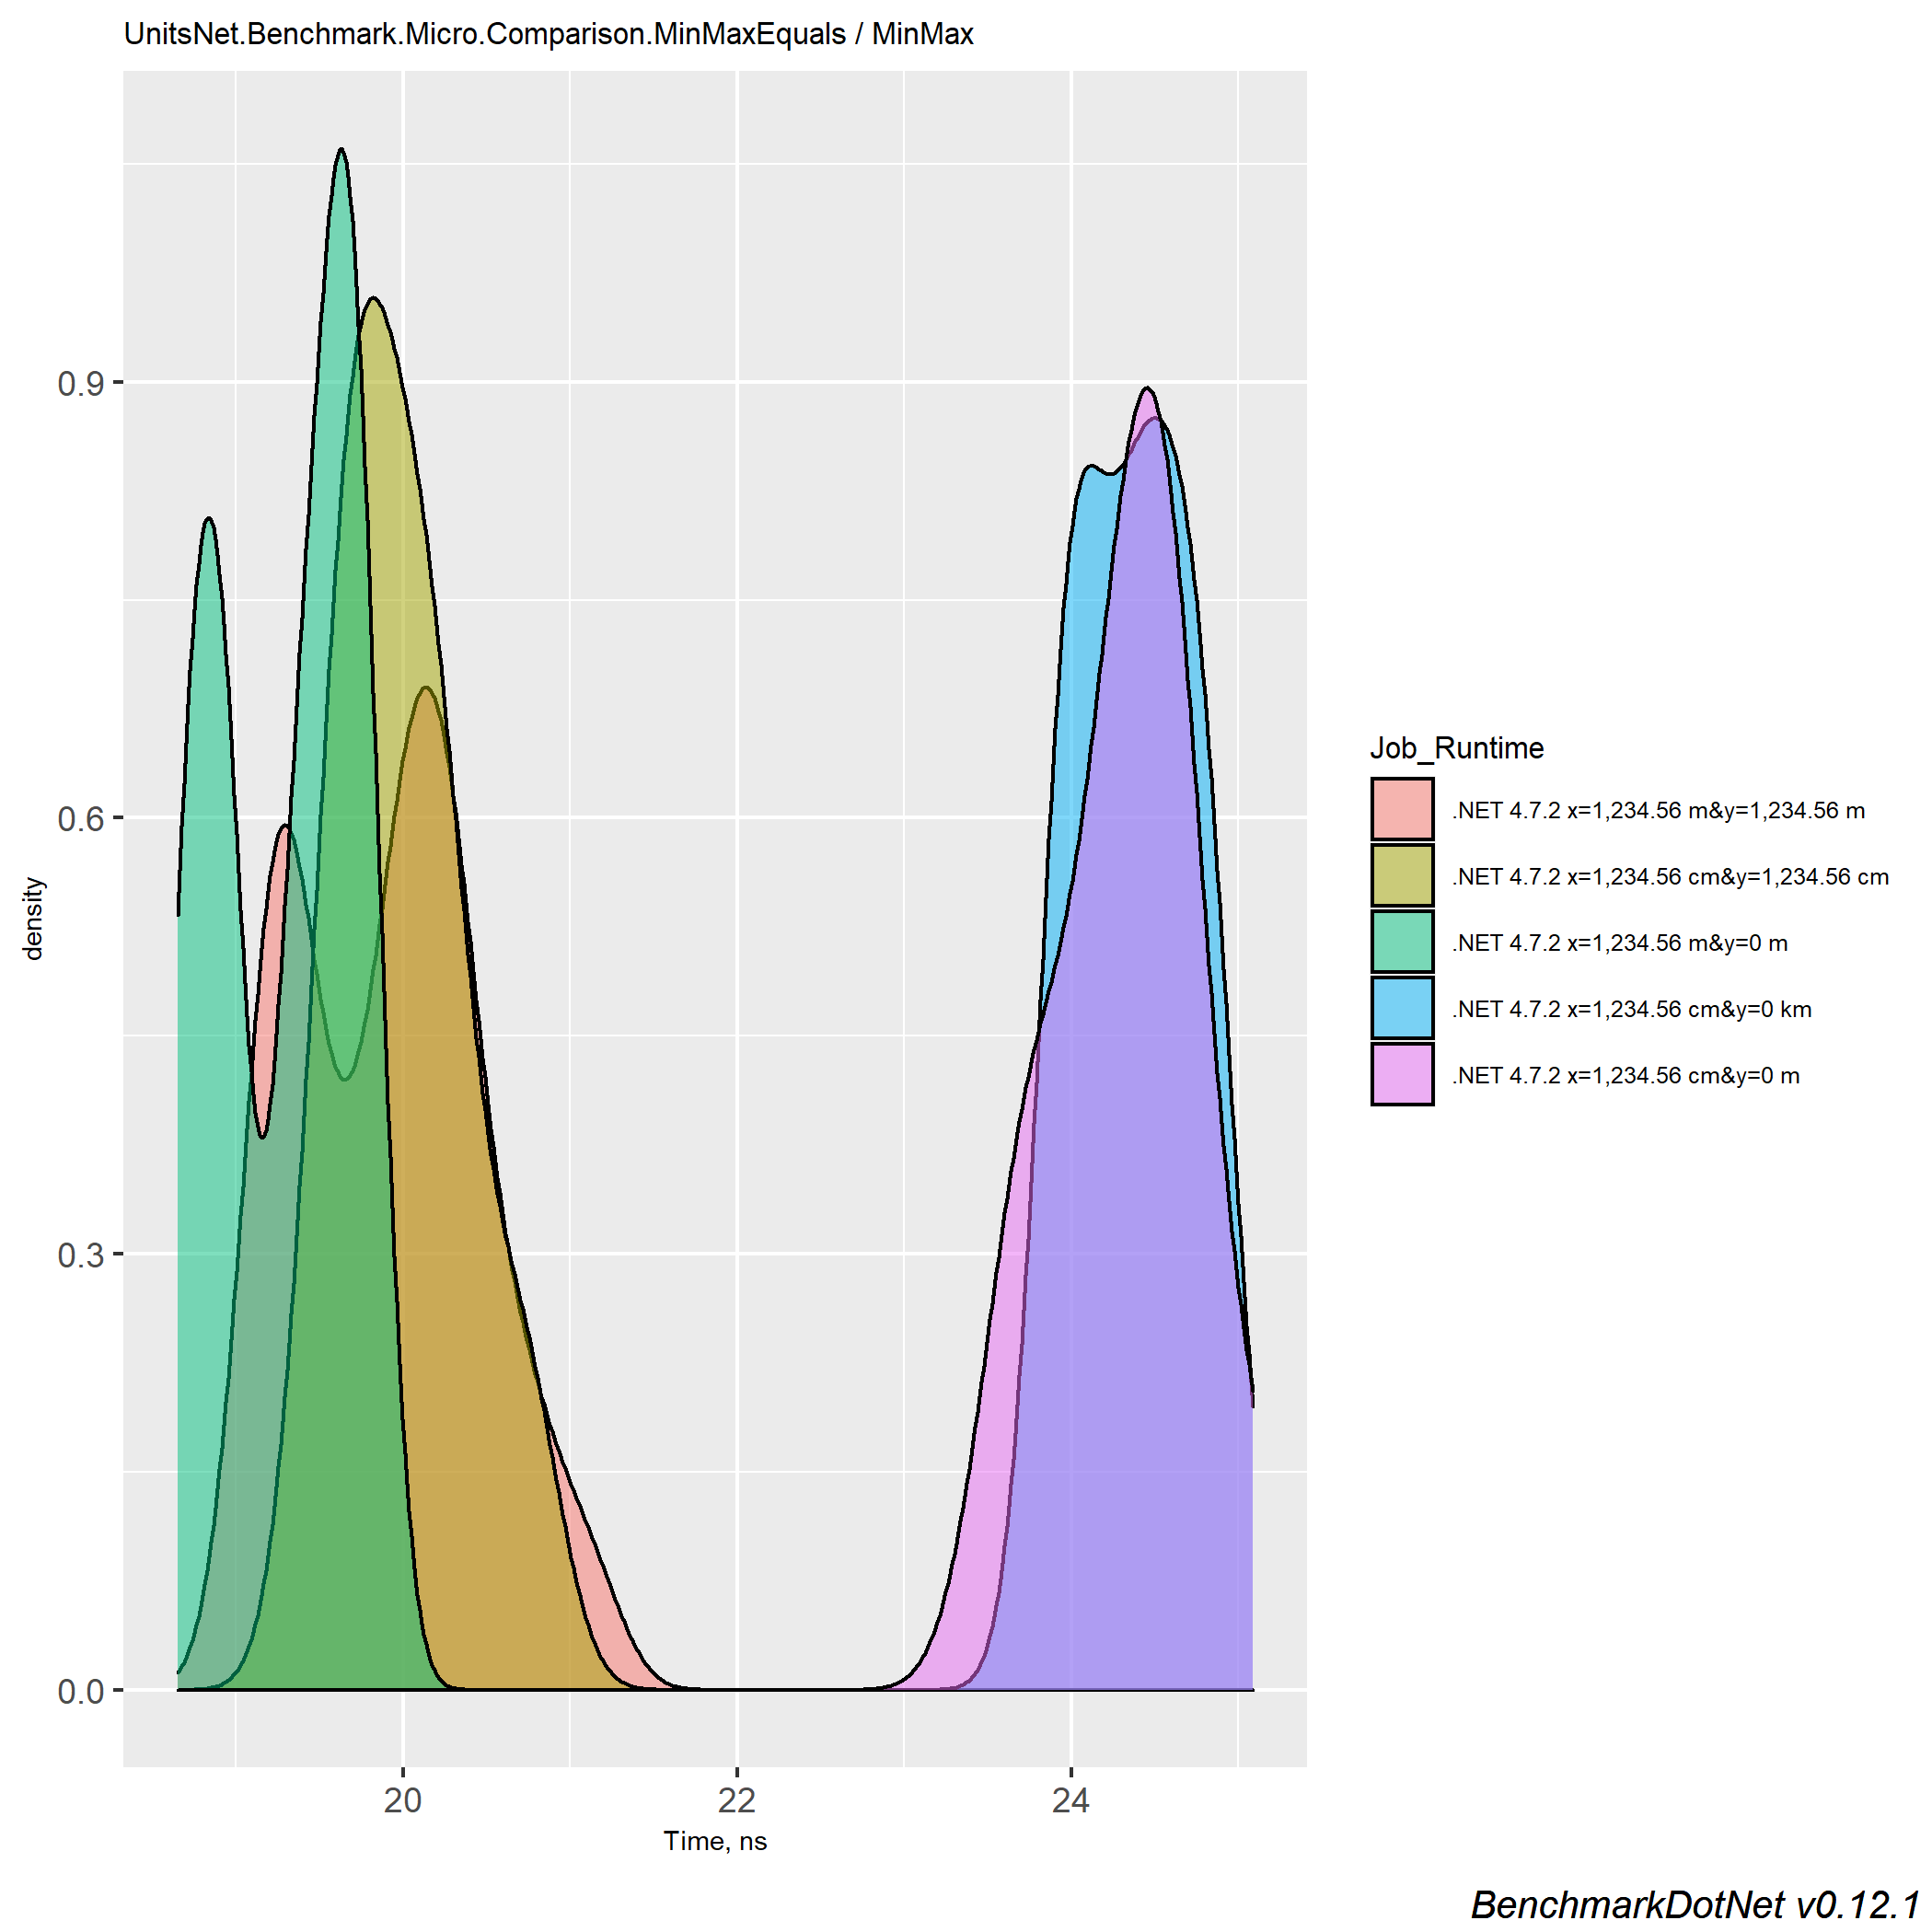 UnitsNet.Benchmark.Micro.Comparison.MinMaxEquals / MinMax
density
0.9
0.6
0.3
0.0
20 22 24
Time, ns
Job_Runtime
.NET 4.7.2 x=1,234.56 m&y=1,234.56 m
.NET 4.7.2 x=1,234.56 cm&y=1,234.56 cm
.NET 4.7.2 x=1,234.56 m&y=0 m
.NET 4.7.2 x=1,234.56 cm&y=0 km
.NET 4.7.2 x=1,234.56 cm&y=0 m
BenchmarkDotNet v0.12.1